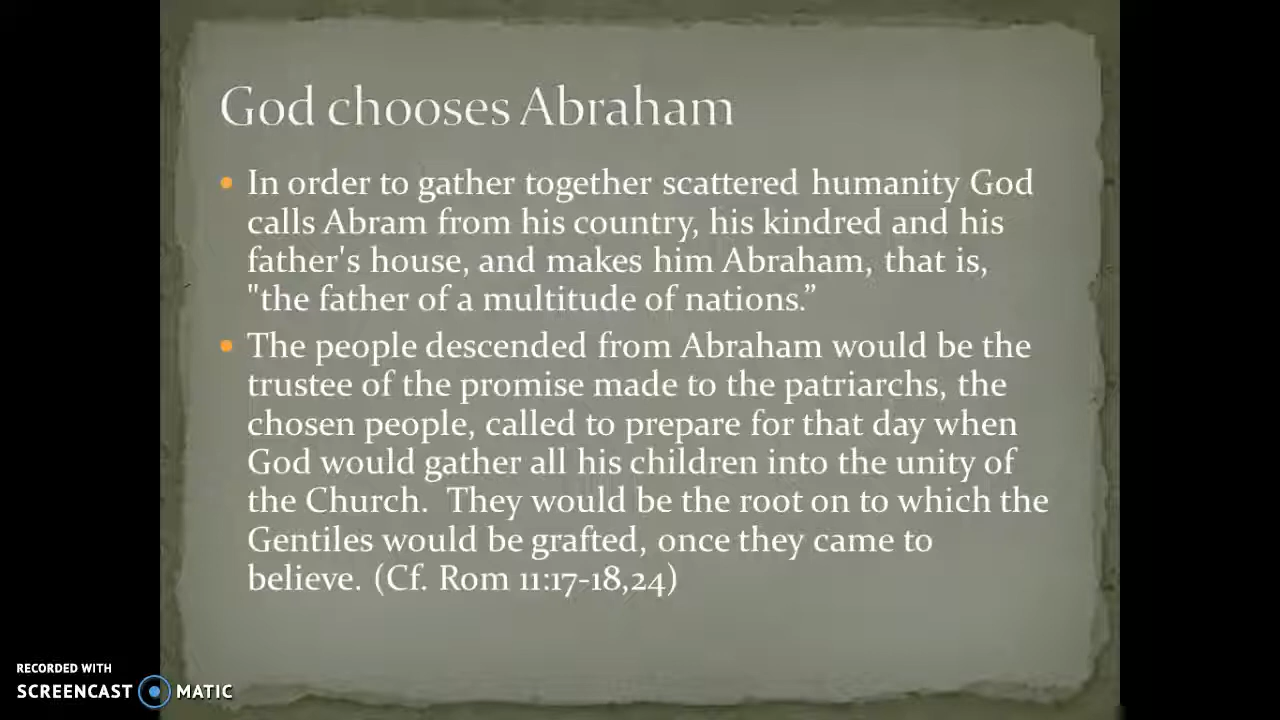 God chooses Abraham
• In order to gather together scattered humanity God
calls Abram from his country, his kindred and his
father's house, and makes him Abraham, that is,
"the father of a multitude of nations.”
• The people descended from Abraham would be the
trustee of the promise made to the patriarchs, the
chosen people, called to prepare for that day when
God would gather all his children into the unity of
the Church.  They would be the root on to which the
Gentiles would be grafted, once they came to
believe. (Cf. Rom 11:17-18,24)
RECORDED WITH
SCREENCAST MATIC